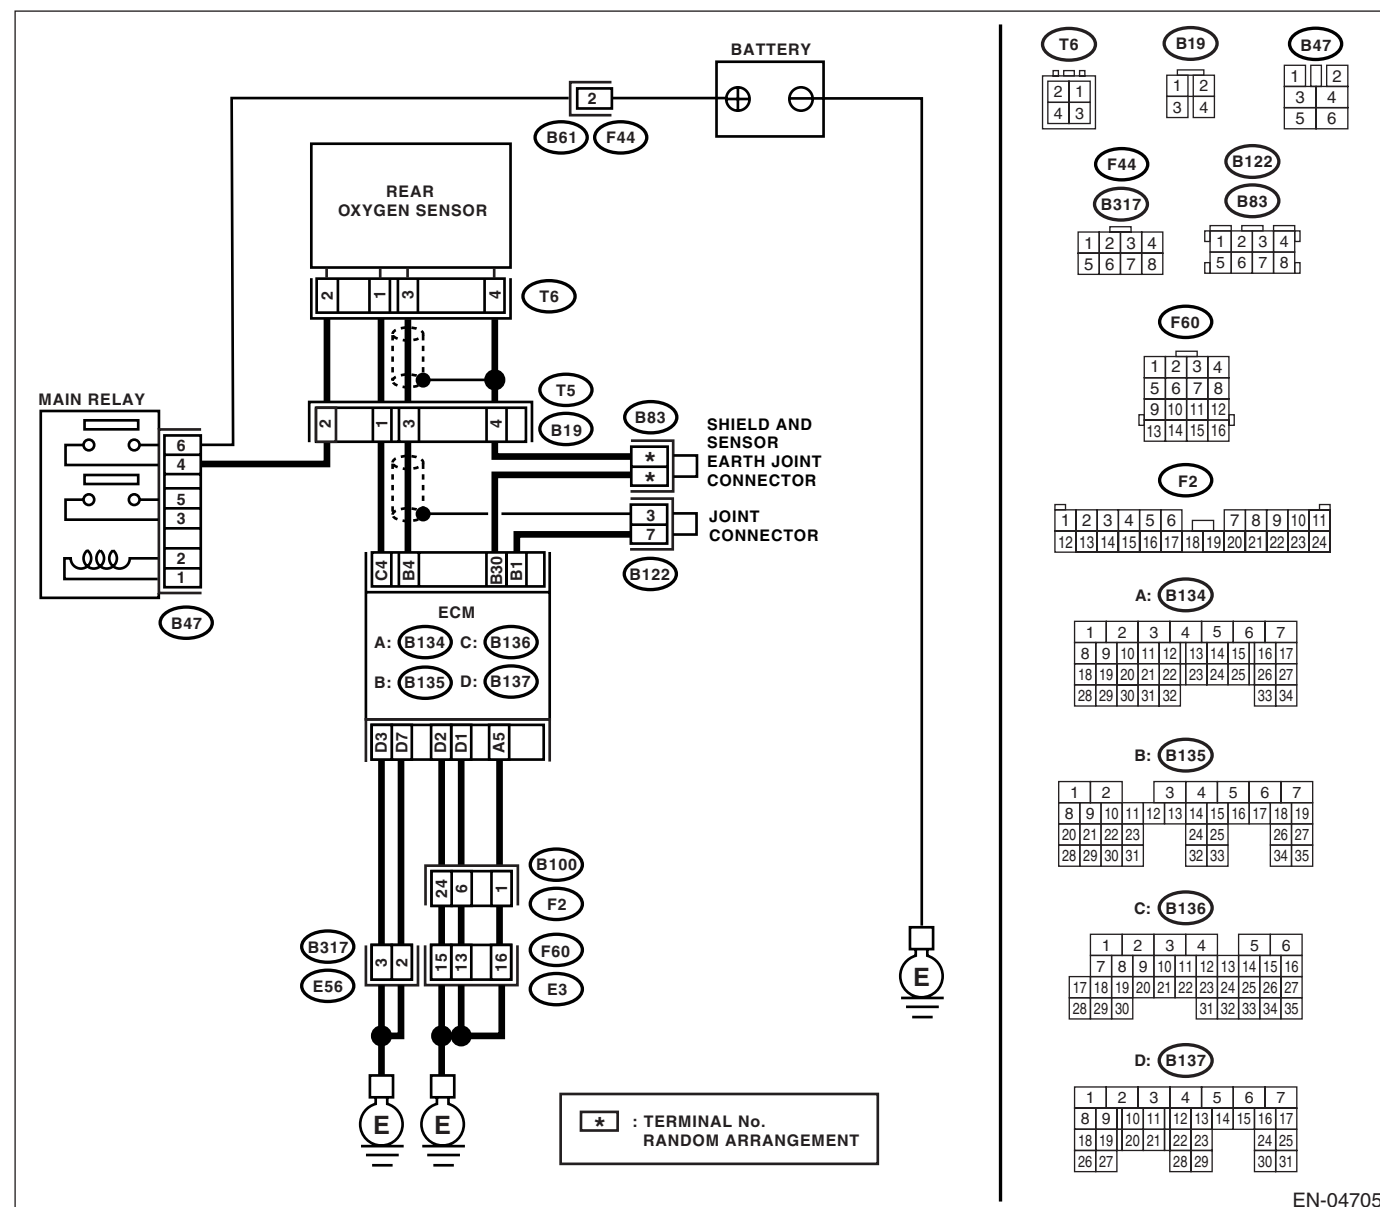 BATTERY
2
B61 F44
REAR
OXYGEN SENSOR
2 1 3 4
T6
MAIN RELAY
6
4
5
3
2
1
B47
T5
B19
2 1 3 4
B83
*
*
SHIELD AND
SENSOR
EARTH JOINT
CONNECTOR
3
7
JOINT
CONNECTOR
B122
C4 B4 B30 B1
ECM
A: B134 C: B136
B: B135 D: B137
D3 D7 D2 D1 A5
24 6 1
B100
F2
B317
E56
3 2
15 13 16
F60
E3
E E E
* : TERMINAL No.
RANDOM ARRANGEMENT
T6
2 1
4 3
B19
1 2
3 4
B47
1 2
3 4
5 6
F44
B317
1 2 3 4
5 6 7 8
B122
B83
1 2 3 4
5 6 7 8
F60
1 2 3 4
5 6 7 8
9 10 11 12
13 14 15 16
F2
1 2 3 4 5 6 7 8 9 10 11
12 13 14 15 16 17 18 19 20 21 22 23 24
A: B134
1 2 3 4 5 6 7
8 9 10 11 12 13 14 15 16 17
18 19 20 21 22 23 24 25 26 27
28 29 30 31 32 33 34
B: B135
1 2 3 4 5 6 7
8 9 10 11 12 13 14 15 16 17 18 19
20 21 22 23 24 25 26 27
28 29 30 31 32 33 34 35
C: B136
1 2 3 4 5 6
7 8 9 10 11 12 13 14 15 16
17 18 19 20 21 22 23 24 25 26 27
28 29 30 31 32 33 34 35
D: B137
1 2 3 4 5 6 7
8 9 10 11 12 13 14 15 16 17
18 19 20 21 22 23 24 25
26 27 28 29 30 31
EN-04705